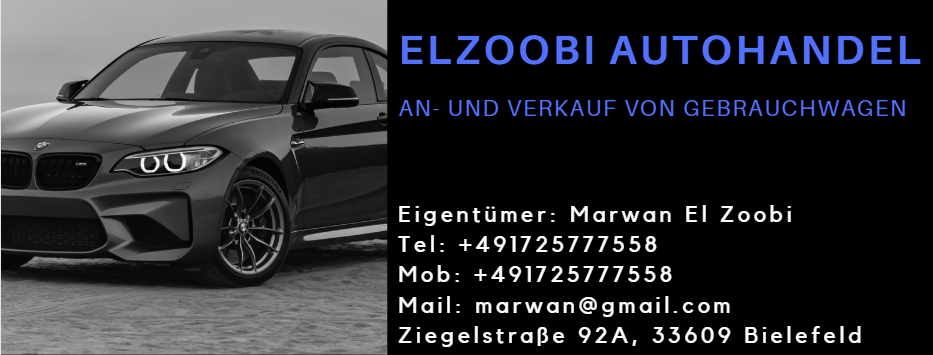 ELZOOBI AUTOHANDEL
AN- UND VERKAUF VON GEBRAUCHWAGEN
Eigentümer: Marwan El Zoobi
Tel: +491725777558
Mob: +491725777558
Mail: marwan@gmail.com
Ziegelstraße 92A, 33609 Bielefeld